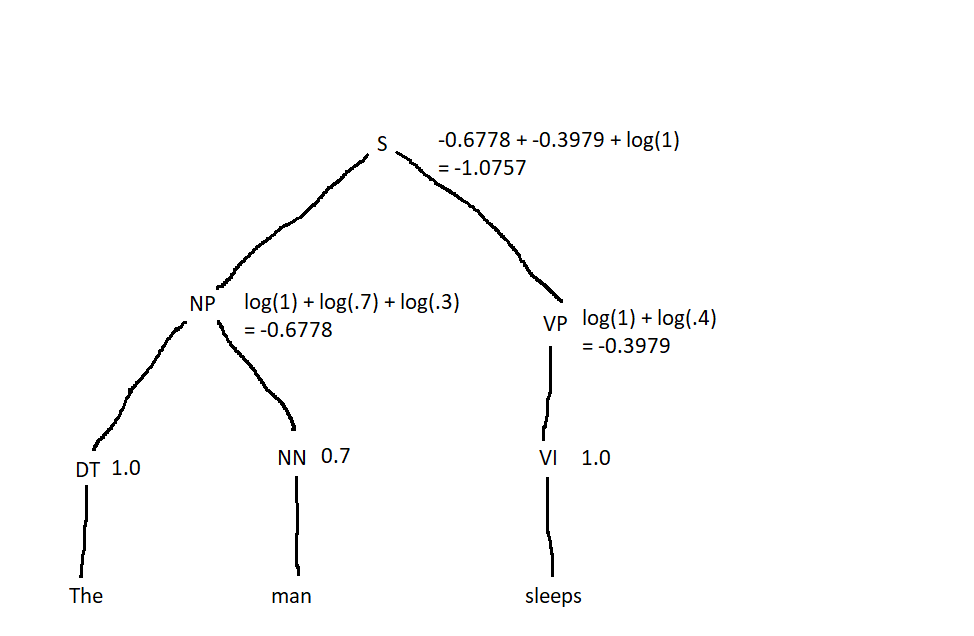 S
-0.6778 + -0.3979 + log(1)
= -1.0757
NP
log(1) + log(.7) + log(.3)
= -0.6778
VP
log(1) + log(.4)
= -0.3979
DT 1.0
NN 0.7
VI 1.0
The
man
sleeps